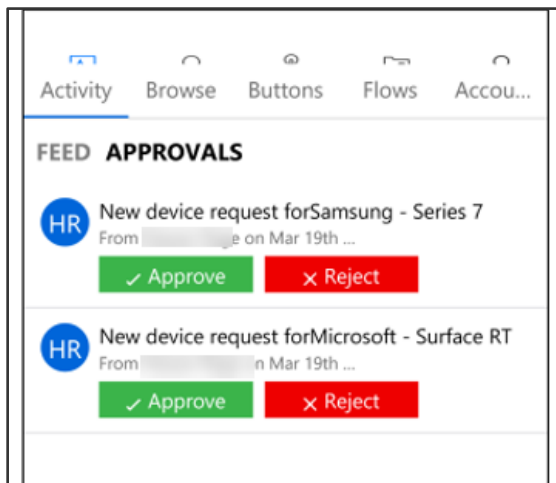 Activity Browse Buttons Flows Accou...
FEED APPROVALS
HR New device request forSamsung - Series 7
From e on Mar 19th ...
✓ Approve ✕ Reject
HR New device request forMicrosoft - Surface RT
From n Mar 19th ...
✓ Approve ✕ Reject